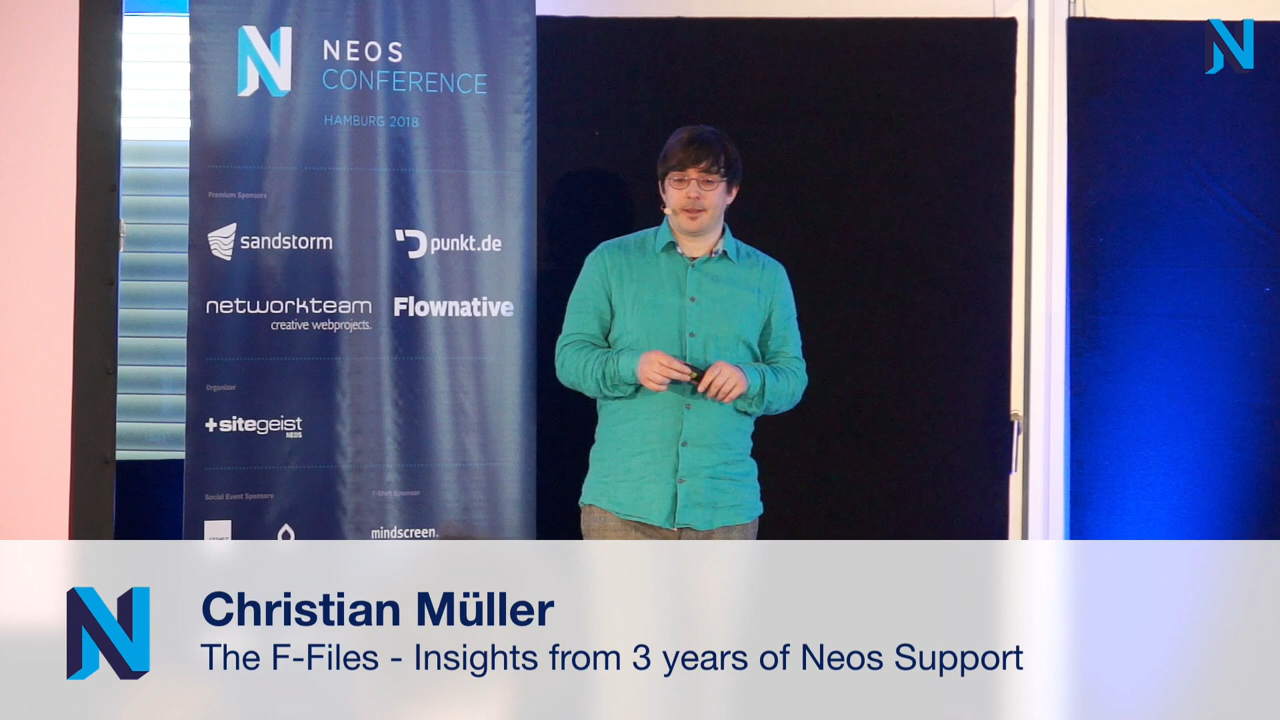 NEOS
CONFERENCE
HAMBURG 2018
Premium Sponsors
sandstorm
punkt.de
networkteam
creative webprojects.
Flownative
Organizer
+sitegeist
NEOS
Social Event Sponsors
T-Shirt Sponsor
mindscreen.
Christian Müller
The F-Files - Insights from 3 years of Neos Support